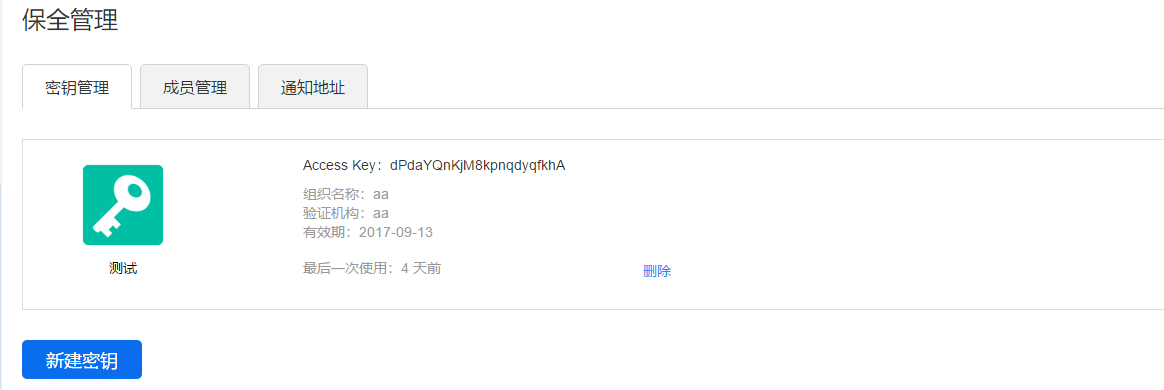 保全管理
密钥管理
成员管理
通知地址
Access Key：dPdaYQnKjM8kpnqdyqfkhA
组织名称：aa
验证机构：aa
有效期：2017-09-13
测试
最后一次使用：4 天前
删除
新建密钥